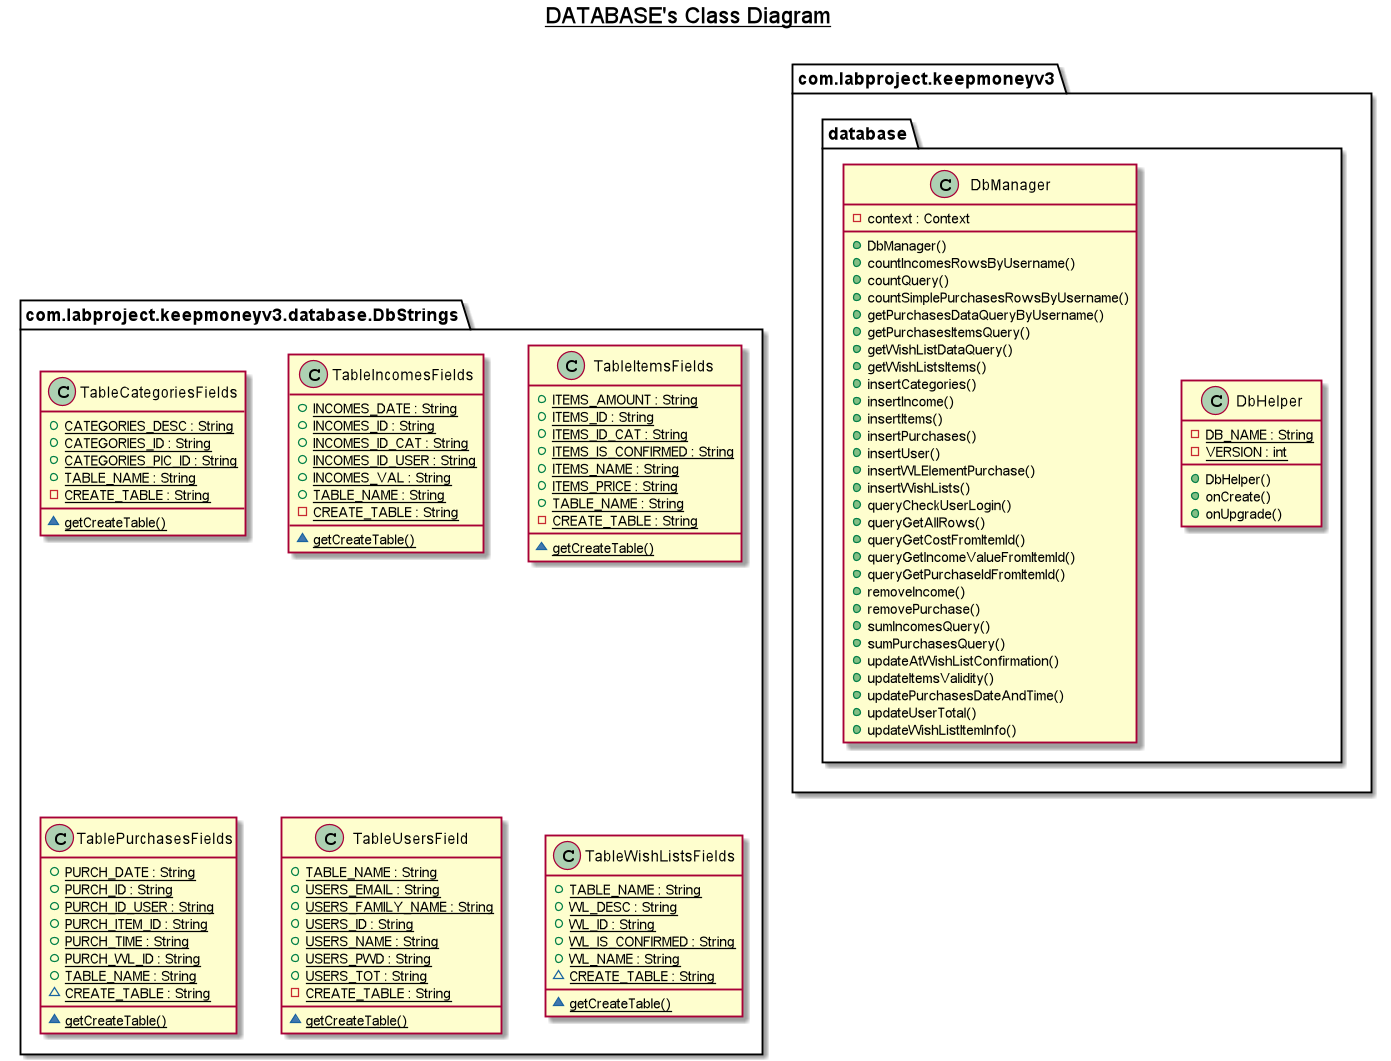 DATABASE's Class Diagram
com.labproject.keepmoneyv3
database
C DbManager
context : Context
DbManager()
countIncomesRowsByUsername()
countQuery()
countSimplePurchasesRowsByUsername()
getPurchasesDataQueryByUsername()
getPurchasesItemsQuery()
getWishListDataQuery()
getWishListsItems()
insertCategories()
insertIncome()
insertItems()
insertPurchases()
insertUser()
insertWLElementPurchase()
insertWishLists()
queryCheckUserLogin()
queryGetAllRows()
queryGetCostFromItemId()
queryGetIncomeValueFromItemId()
queryGetPurchaseIdFromItemId()
removeIncome()
removePurchase()
sumIncomesQuery()
sumPurchasesQuery()
updateAtWishListConfirmation()
updateItemsValidity()
updatePurchasesDateAndTime()
updateUserTotal()
updateWishListItemInfo()
C DbHelper
DB_NAME : String
VERSION : int
DbHelper()
onCreate()
onUpgrade()
com.labproject.keepmoneyv3.database.DbStrings
C TableCategoriesFields
CATEGORIES_DESC : String
CATEGORIES_ID : String
CATEGORIES_PIC_ID : String
TABLE_NAME : String
CREATE_TABLE : String
getCreateTable()
C TableIncomesFields
INCOMES_DATE : String
INCOMES_ID : String
INCOMES_ID_CAT : String
INCOMES_ID_USER : String
INCOMES_VAL : String
TABLE_NAME : String
CREATE_TABLE : String
getCreateTable()
C TableItemsFields
ITEMS_AMOUNT : String
ITEMS_ID : String
ITEMS_ID_CAT : String
ITEMS_IS_CONFIRMED : String
ITEMS_NAME : String
ITEMS_PRICE : String
TABLE_NAME : String
CREATE_TABLE : String
getCreateTable()
C TablePurchasesFields
PURCH_DATE : String
PURCH_ID : String
PURCH_ID_USER : String
PURCH_ITEM_ID : String
PURCH_TIME : String
PURCH_WL_ID : String
TABLE_NAME : String
CREATE_TABLE : String
getCreateTable()
C TableUsersField
TABLE_NAME : String
USERS_EMAIL : String
USERS_FAMILY_NAME : String
USERS_ID : String
USERS_NAME : String
USERS_PWD : String
USERS_TOT : String
CREATE_TABLE : String
getCreateTable()
C TableWishListsFields
TABLE_NAME : String
WL_DESC : String
WL_ID : String
WL_IS_CONFIRMED : String
WL_NAME : String
CREATE_TABLE : String
getCreateTable()